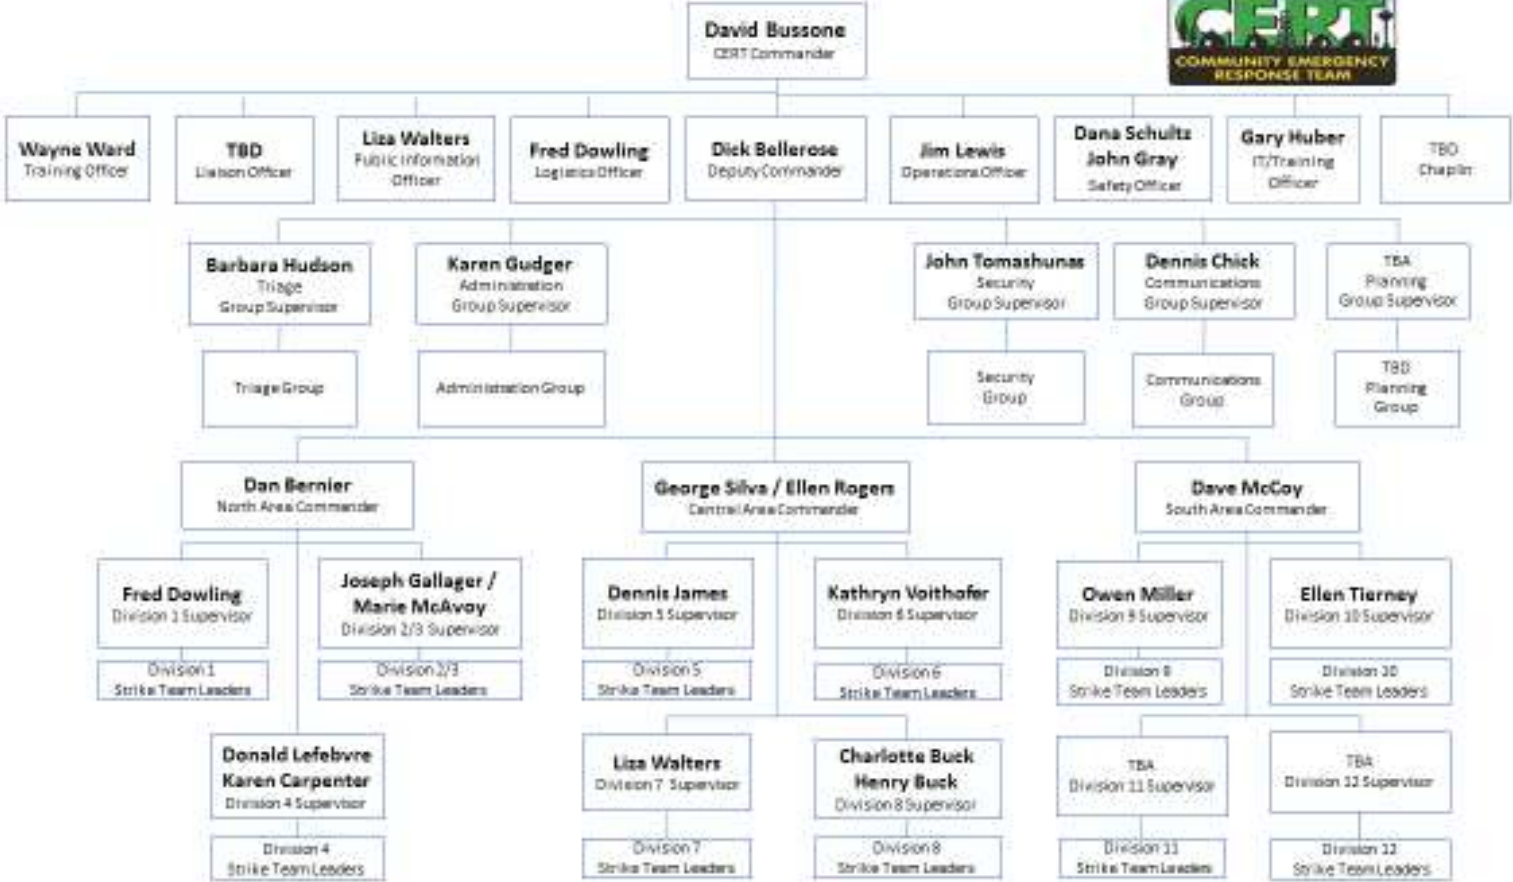 David Bussone
CERT Commander
CERT
COMMUNITY EMERGENCY
RESPONSE TEAM
Wayne Ward
Training Officer
TBD
Liaison Officer
Liza Walters
Public Information
Officer
Fred Dowling
Logistics Officer
Dick Bellerose
Deputy Commander
Jim Lewis
Operations Officer
Dana Schultz
John Gray
Safety Officer
Gary Huber
IT/Training
Officer
TBD
Chaplin
Barbara Hudson
Triage
Group Supervisor
Karen Gudger
Administration
Group Supervisor
John Tomashunas
Security
Group Supervisor
Dennis Chick
Communications
Group Supervisor
TBA
Planning
Group Supervisor
Triage Group
Administration Group
Security
Group
Communications
Group
TBD
Planning
Group
Dan Bernier
North Area Commander
George Silva / Ellen Rogers
Central Area Commander
Dave McCoy
South Area Commander
Fred Dowling
Division 1 Supervisor
Joseph Gallager /
Marie McAvoy
Division 2/3 Supervisor
Dennis James
Division 5 Supervisor
Kathryn Voithofer
Division 6 Supervisor
Owen Miller
Division 9 Supervisor
Ellen Tierney
Division 10 Supervisor
Division 1
Strike Team Leaders
Division 2/3
Strike Team Leaders
Division 5
Strike Team Leaders
Division 6
Strike Team Leaders
Division 9
Strike Team Leaders
Division 10
Strike Team Leaders
Donald Lefebvre
Karen Carpenter
Division 4 Supervisor
Liza Walters
Division 7 Supervisor
Charlotte Buck
Henry Buck
Division 8 Supervisor
TBA
Division 11 Supervisor
TBA
Division 12 Supervisor
Division 4
Strike Team Leaders
Division 7
Strike Team Leaders
Division 8
Strike Team Leaders
Division 11
Strike Team Leaders
Division 12
Strike Team Leaders